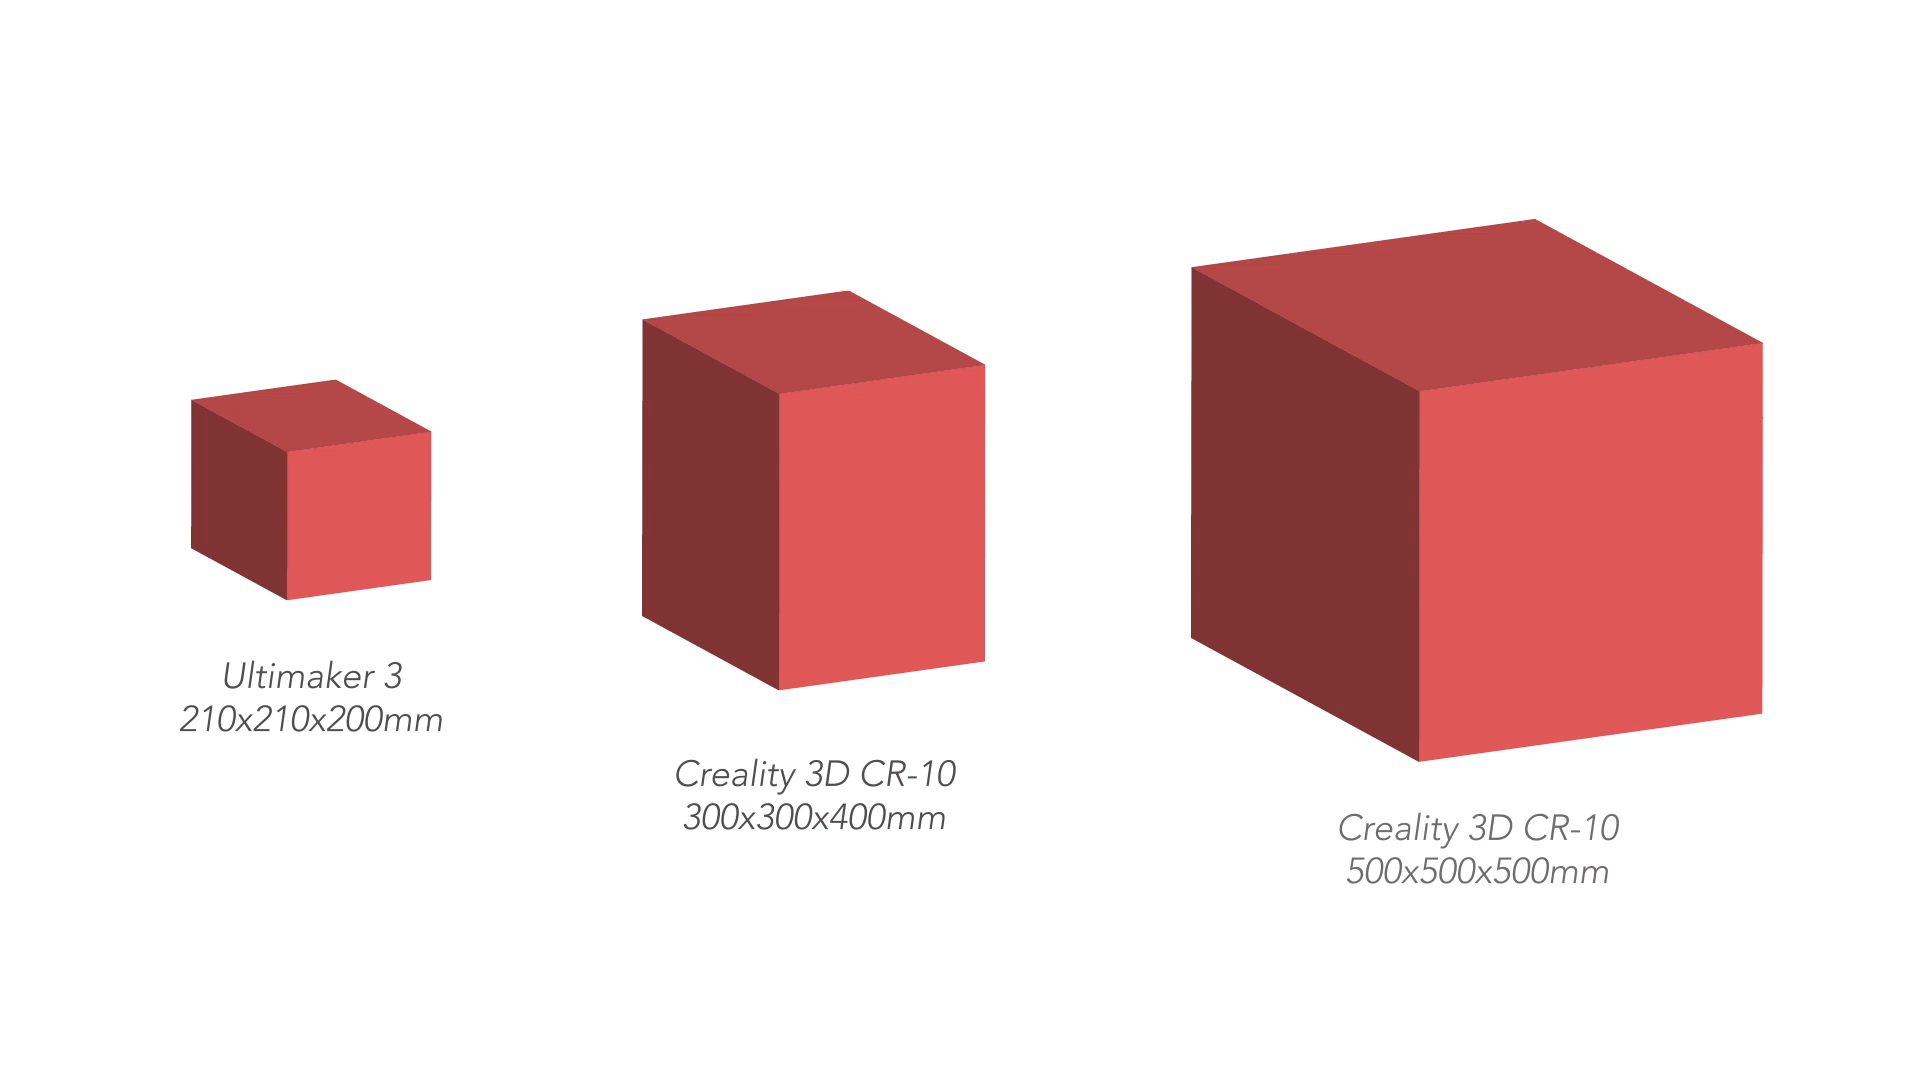 Ultimaker 3
210x210x200mm
Creality 3D CR-10
300x300x400mm
Creality 3D CR-10
500x500x500mm